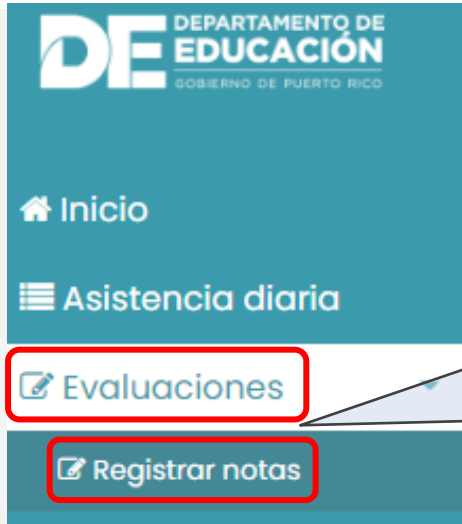 DE
DEPARTAMENTO DE
EDUCACIÓN
GOBIERNO DE PUERTO RICO
Inicio
Asistencia diaria
Evaluaciones
Registrar notas